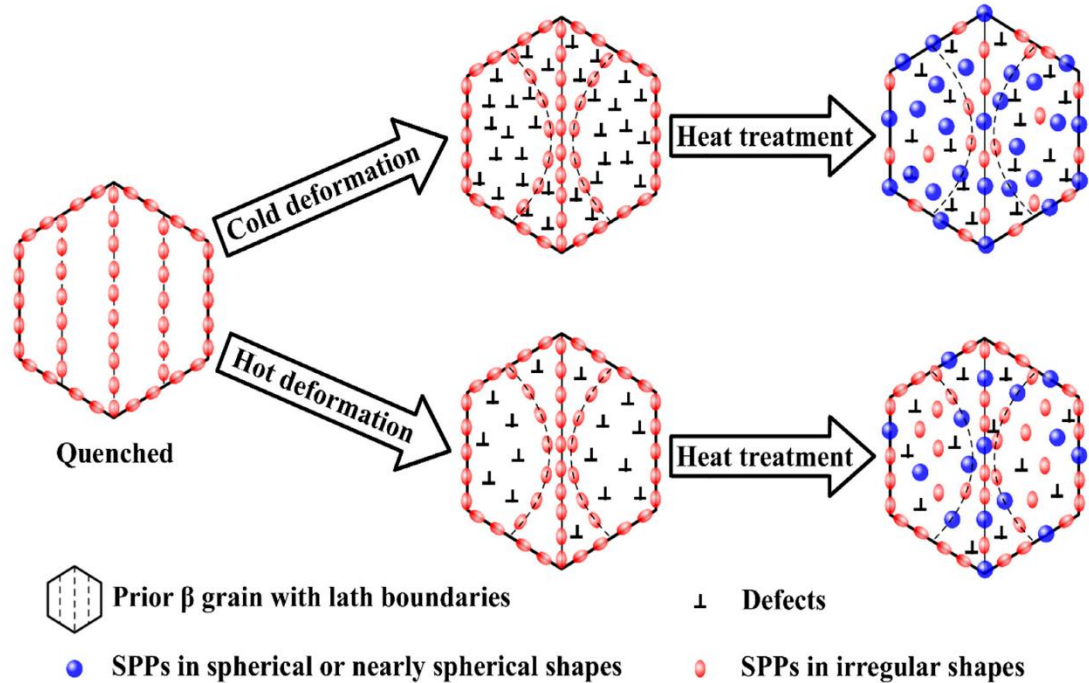 Cold deformation
Heat treatment
Quenched
Hot deformation
Heat treatment
Prior β grain with lath boundaries
Defects
SPPs in spherical or nearly spherical shapes
SPPs in irregular shapes